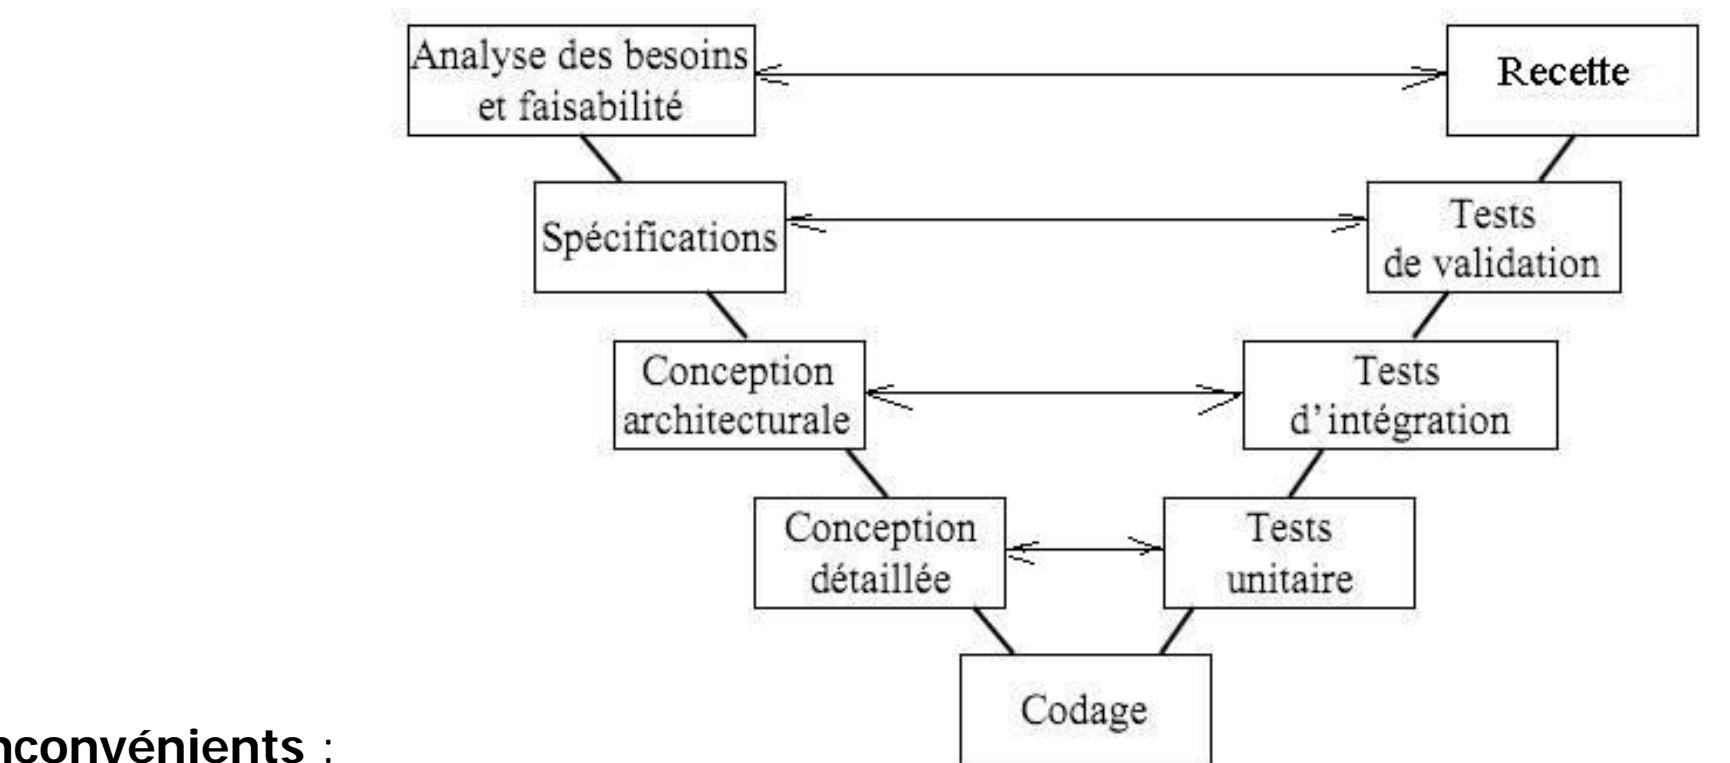 Analyse des besoins
et faisabilité
Recette
Spécifications
Tests
de validation
Conception
architecturale
Tests
d'intégration
Conception
détaillée
Tests
unitaire
Codage
nconvénients :